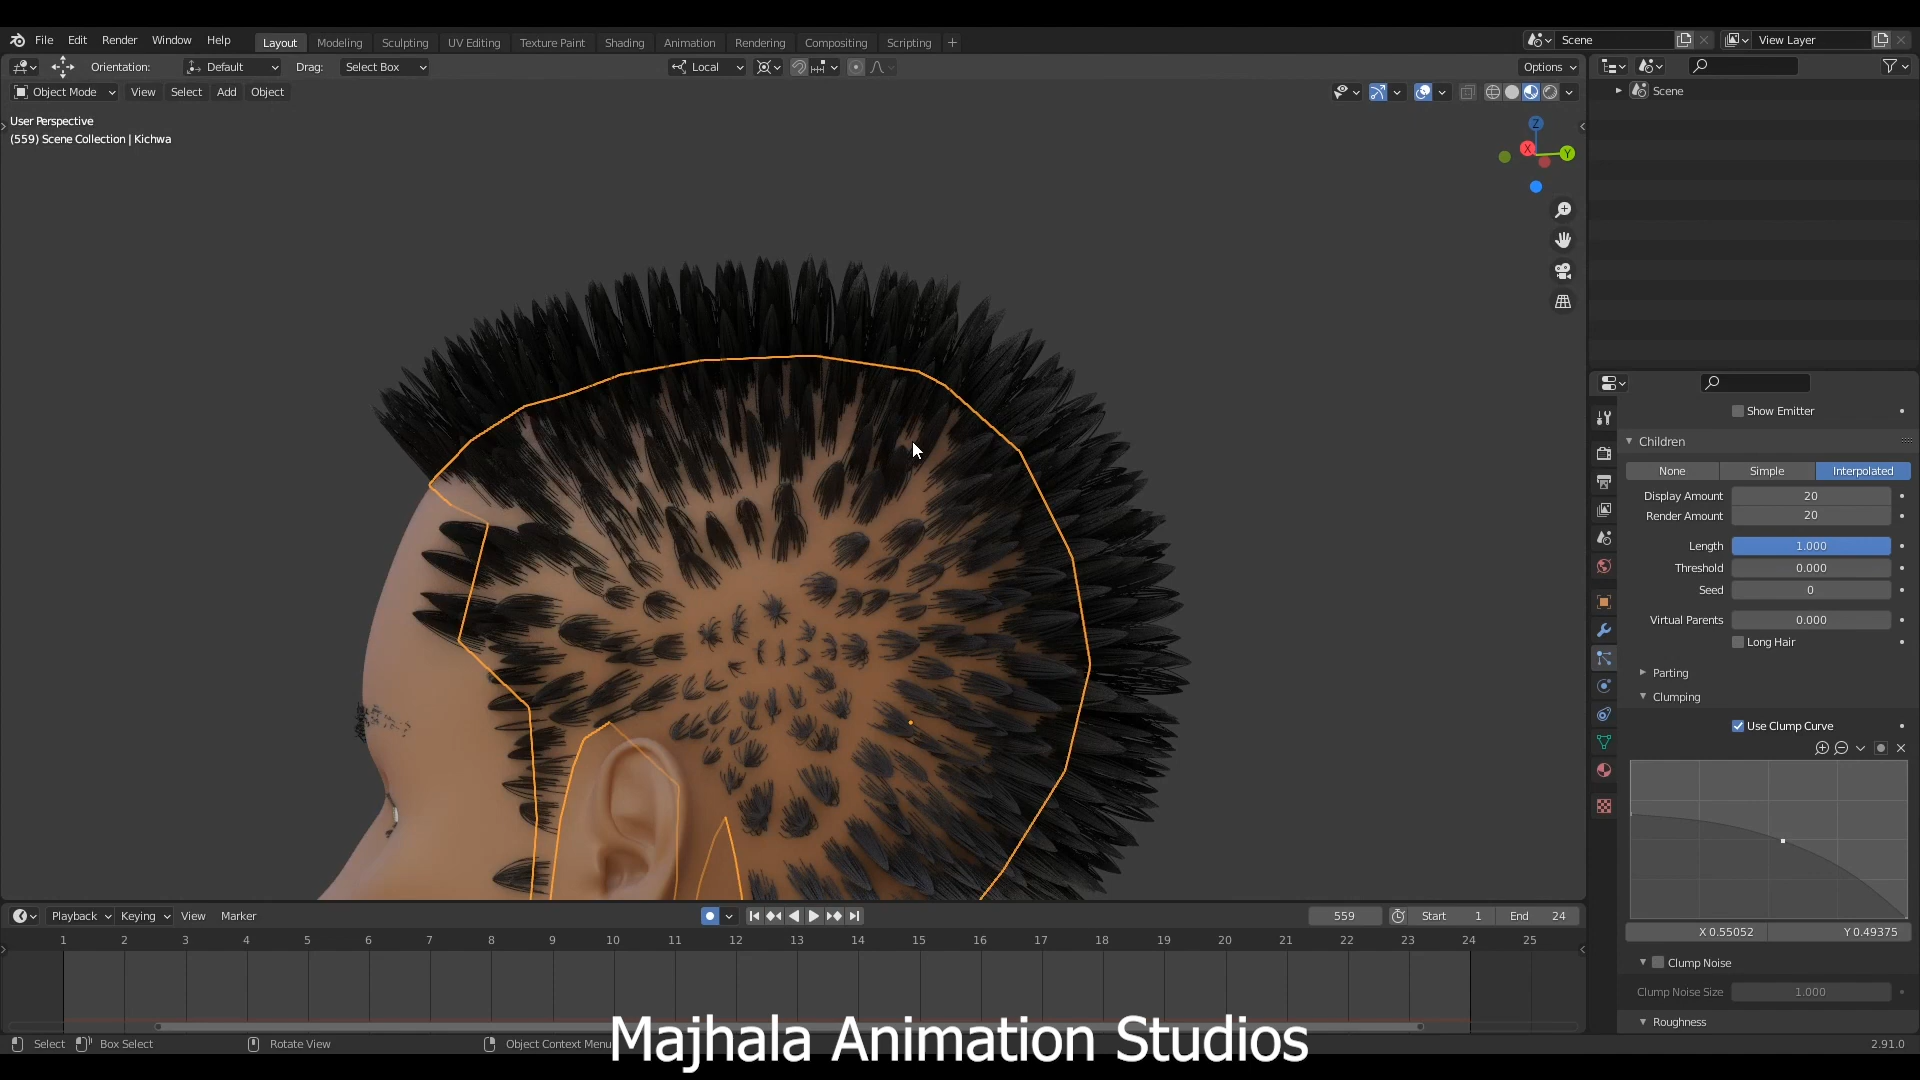 File Edit Render Window Help Layout Modeling Sculpting UV Editing Texture Paint Shading Animation Rendering Compositing Scripting + Scene View Layer
Orientation: Default Drag: Select Box Local Options
Object Mode View Select Add Object
Scene
User Perspective
(559) Scene Collection | Kichwa
Z
X Y
Show Emitter
Children
None Simple Interpolated
Display Amount 20
Render Amount 20
Length 1.000
Threshold 0.000
Seed 0
Virtual Parents 0.000
Long Hair
Parting
Clumping
Use Clump Curve
X 0.55052 Y 0.49375
Clump Noise
Clump Noise Size 1.000
Roughness
Playback Keying View Marker 559 Start 1 End 24
1 2 3 4 5 6 7 8 9 10 11 12 13 14 15 16 17 18 19 20 21 22 23 24 25
Select Box Select Rotate View Object Context Menu 2.91.0
Majhala Animation Studios